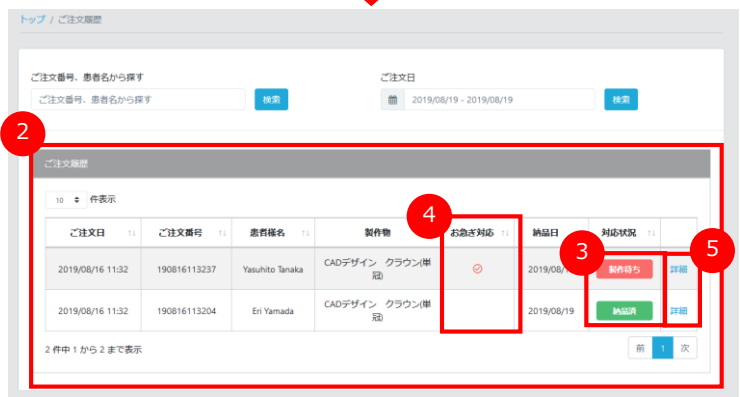 トップ / ご注文履歴
ご注文番号、患者名から探す ご注文日
ご注文番号、患者名から探す 検索 2019/08/19 - 2019/08/19 検索
2
ご注文履歴
10 件表示
4
ご注文日 ご注文番号 患者様名 製作物 お急ぎ対応 納品日 対応状況
3 5
2019/08/16 11:32 190816113237 Yasuhito Tanaka CADデザイン クラウン(単
冠) 2019/08/ 製作待ち 詳細
2019/08/16 11:32 190816113204 Eri Yamada CADデザイン クラウン(単
冠) 2019/08/19 納品済 詳細
2 件中 1 から 2 まで表示 前 1 次